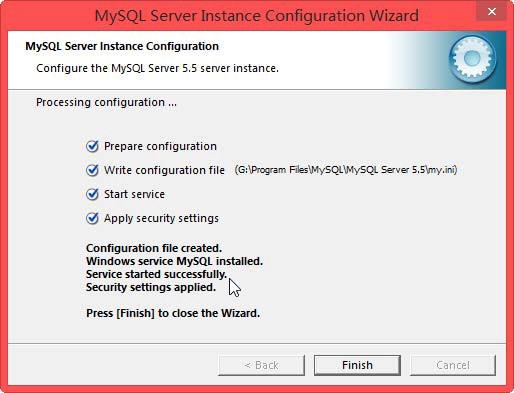 MySQL Server Instance Configuration Wizard
MySQL Server Instance Configuration
Configure the MySQL Server 5.5 server instance.
Processing configuration ...
Prepare configuration
Write configuration file (G:\Program Files\MySQL\MySQL Server 5.5\my.ini)
Start service
Apply security settings
Configuration file created.
Windows service MySQL installed.
Service started successfully.
Security settings applied.
Press [Finish] to close the Wizard.
< Back Finish Cancel